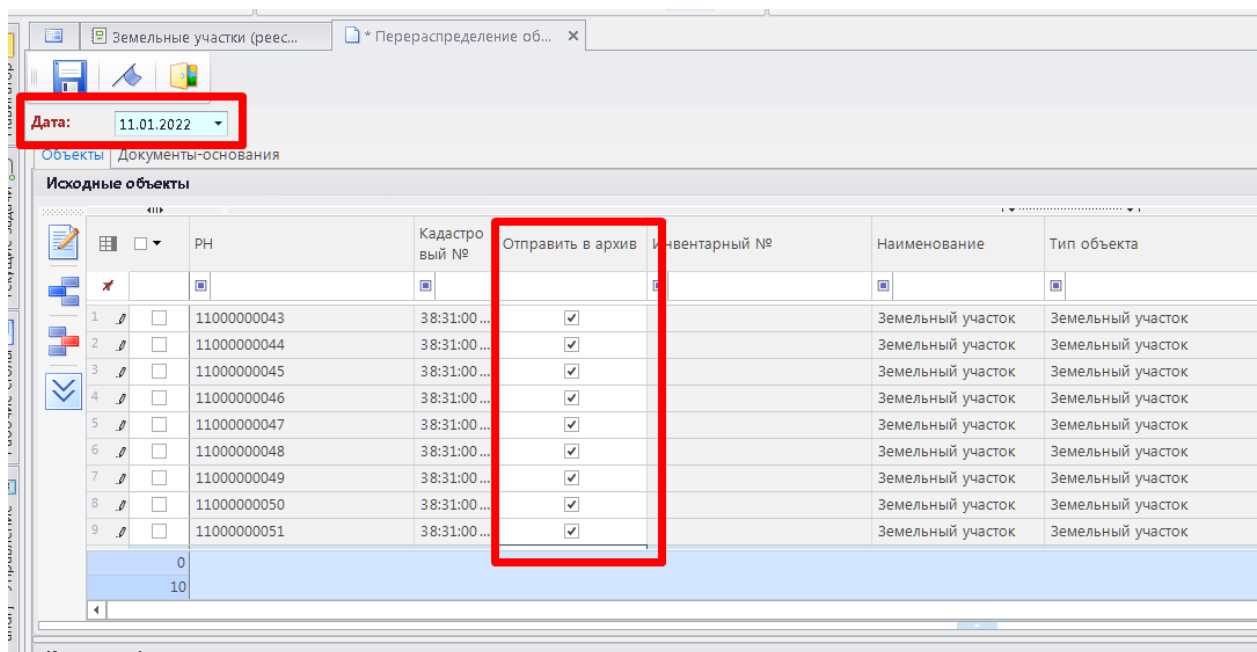 Земельные участки (реес...
* Перераспределение об...
Дата: 11.01.2022
Объекты Документы-основания
Исходные объекты
РН Кадастро вый № Отправить в архив Инвентарный № Наименование Тип объекта
1 11000000043 38:31:00 ... Земельный участок Земельный участок
2 11000000044 38:31:00 ... Земельный участок Земельный участок
3 11000000045 38:31:00 ... Земельный участок Земельный участок
4 11000000046 38:31:00 ... Земельный участок Земельный участок
5 11000000047 38:31:00 ... Земельный участок Земельный участок
6 11000000048 38:31:00 ... Земельный участок Земельный участок
7 11000000049 38:31:00 ... Земельный участок Земельный участок
8 11000000050 38:31:00 ... Земельный участок Земельный участок
9 11000000051 38:31:00 ... Земельный участок Земельный участок
0
10